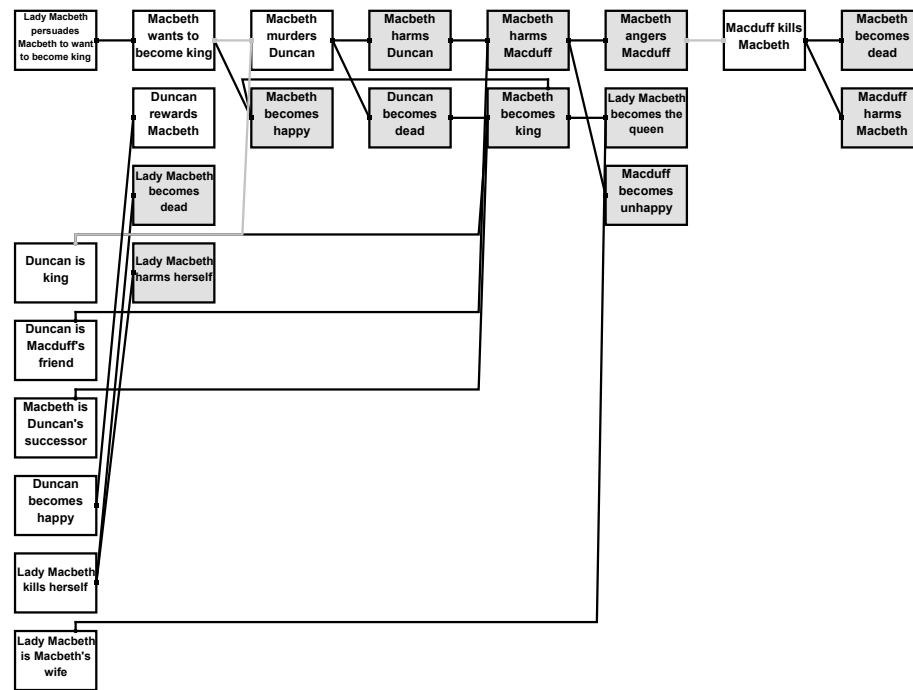 Lady Macbeth
persuades
Macbeth to want
to become king
Macbeth
wants to
become king
Macbeth
murders
Duncan
Macbeth
harms
Duncan
Macbeth
harms
Macduff
Macbeth
angers
Macduff
Macduff kills
Macbeth
Macbeth
becomes
dead
Duncan
rewards
Macbeth
Macbeth
becomes
happy
Duncan
becomes
dead
Macbeth
becomes
king
Lady Macbeth
becomes the
queen
Macduff
harms
Macbeth
Lady Macbeth
becomes
dead
Macduff
becomes
unhappy
Duncan is
king
Lady Macbeth
harms herself
Duncan is
Macduff's
friend
Macbeth is
Duncan's
successor
Duncan
becomes
happy
Lady Macbeth
kills herself
Lady Macbeth
is Macbeth's
wife